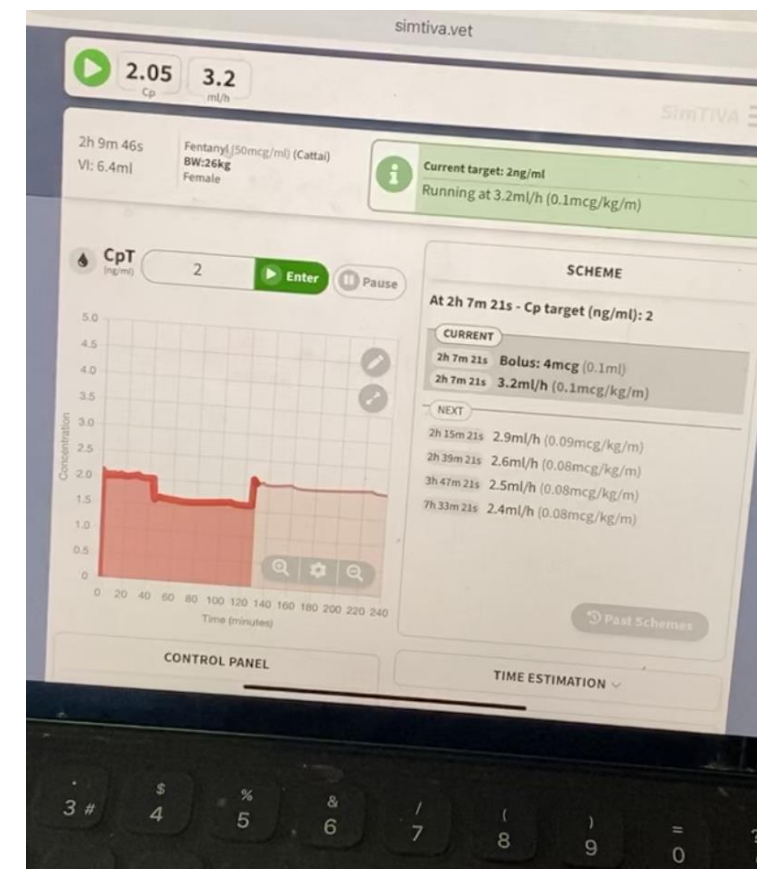 simtiva.vet
2.05
Cp
3.2
ml/h
SimTIVA
2h 9m 46s
VI: 6.4ml
Fentanyl (50mcg/ml) (Cattai)
BW:26kg
Female
i
Current target: 2ng/ml
Running at 3.2ml/h (0.1mcg/kg/m)
CpT
(ng/ml)
2
Enter
Pause
5.0
4.5
4.0
3.5
3.0
2.5
2.0
1.5
1.0
0.5
0
Concentration
0 20 40 60 80 100 120 140 160 180 200 220 240
Time (minutes)
SCHEME
At 2h 7m 21s - Cp target (ng/ml): 2
CURRENT
2h 7m 21s Bolus: 4mcg (0.1ml)
2h 7m 21s 3.2ml/h (0.1mcg/kg/m)
NEXT
2h 15m 21s 2.9ml/h (0.09mcg/kg/m)
2h 39m 21s 2.6ml/h (0.08mcg/kg/m)
3h 47m 21s 2.5ml/h (0.08mcg/kg/m)
7h 33m 21s 2.4ml/h (0.08mcg/kg/m)
Past Schemes
CONTROL PANEL
TIME ESTIMATION
3 #
$ 4
% 5
& 6
/ 7
( 8
) 9
= 0